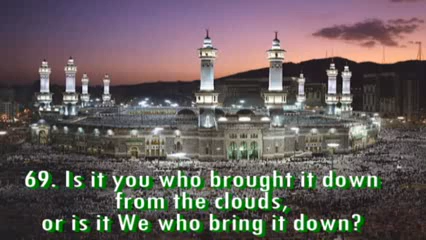 69. Is it you who brought it down
from the clouds,
or is it We who bring it down?